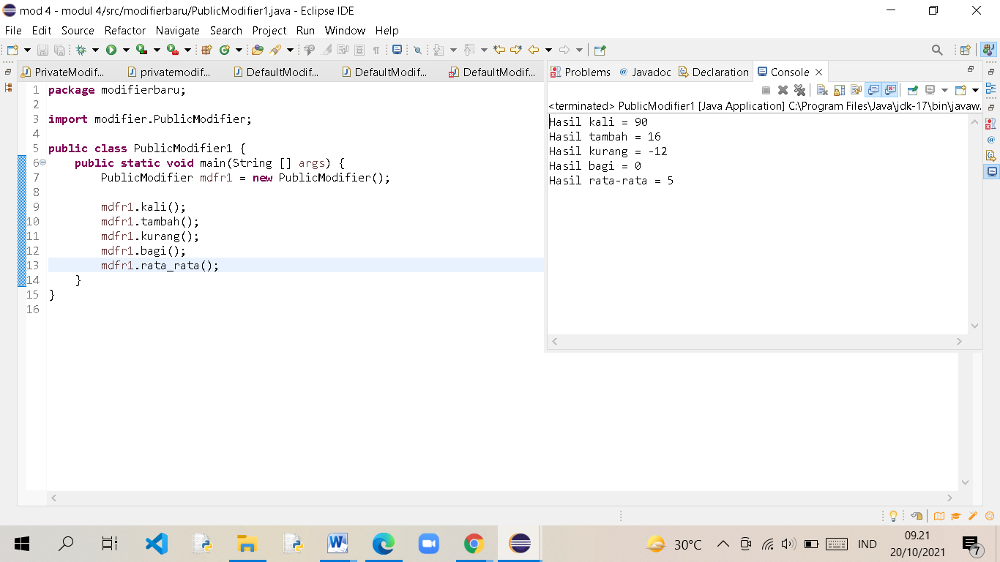 mod 4 - modul 4/src/modifierbaru/PublicModifier1.java - Eclipse IDE
File Edit Source Refactor Navigate Search Project Run Window Help
PrivateModif... privatemodif... DefaultModif... DefaultModif... DefaultModif...
1 package modifierbaru;
2
3 import modifier.PublicModifier;
4
5 public class PublicModifier1 {
6 public static void main(String [] args) {
7 PublicModifier mdfr1 = new PublicModifier();
8
9 mdfr1.kali();
10 mdfr1.tambah();
11 mdfr1.kurang();
12 mdfr1.bagi();
13 mdfr1.rata_rata();
14 }
15 }
16
Problems @ Javadoc Declaration Console
<terminated> PublicModifier1 [Java Application] C:\Program Files\Java\jdk-17\bin\javaw.
Hasil kali = 90
Hasil tambah = 16
Hasil kurang = -12
Hasil bagi = 0
Hasil rata-rata = 5
30°C IND 09.21
20/10/2021
7